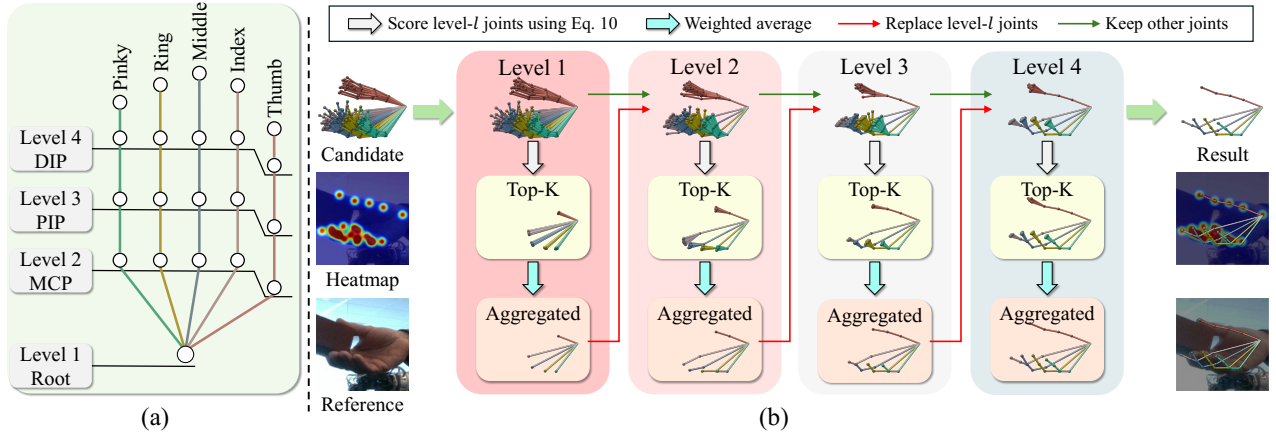 Pinky
Ring
Middle
Index
Thumb
Level 4
DIP
Level 3
PIP
Level 2
MCP
Level 1
Root
(a)
Score level-l joints using Eq. 10
Weighted average
Replace level-l joints
Keep other joints
Candidate
Heatmap
Reference
Level 1
Top-K
Aggregated
Level 2
Top-K
Aggregated
Level 3
Top-K
Aggregated
Level 4
Top-K
Aggregated
Result
(b)